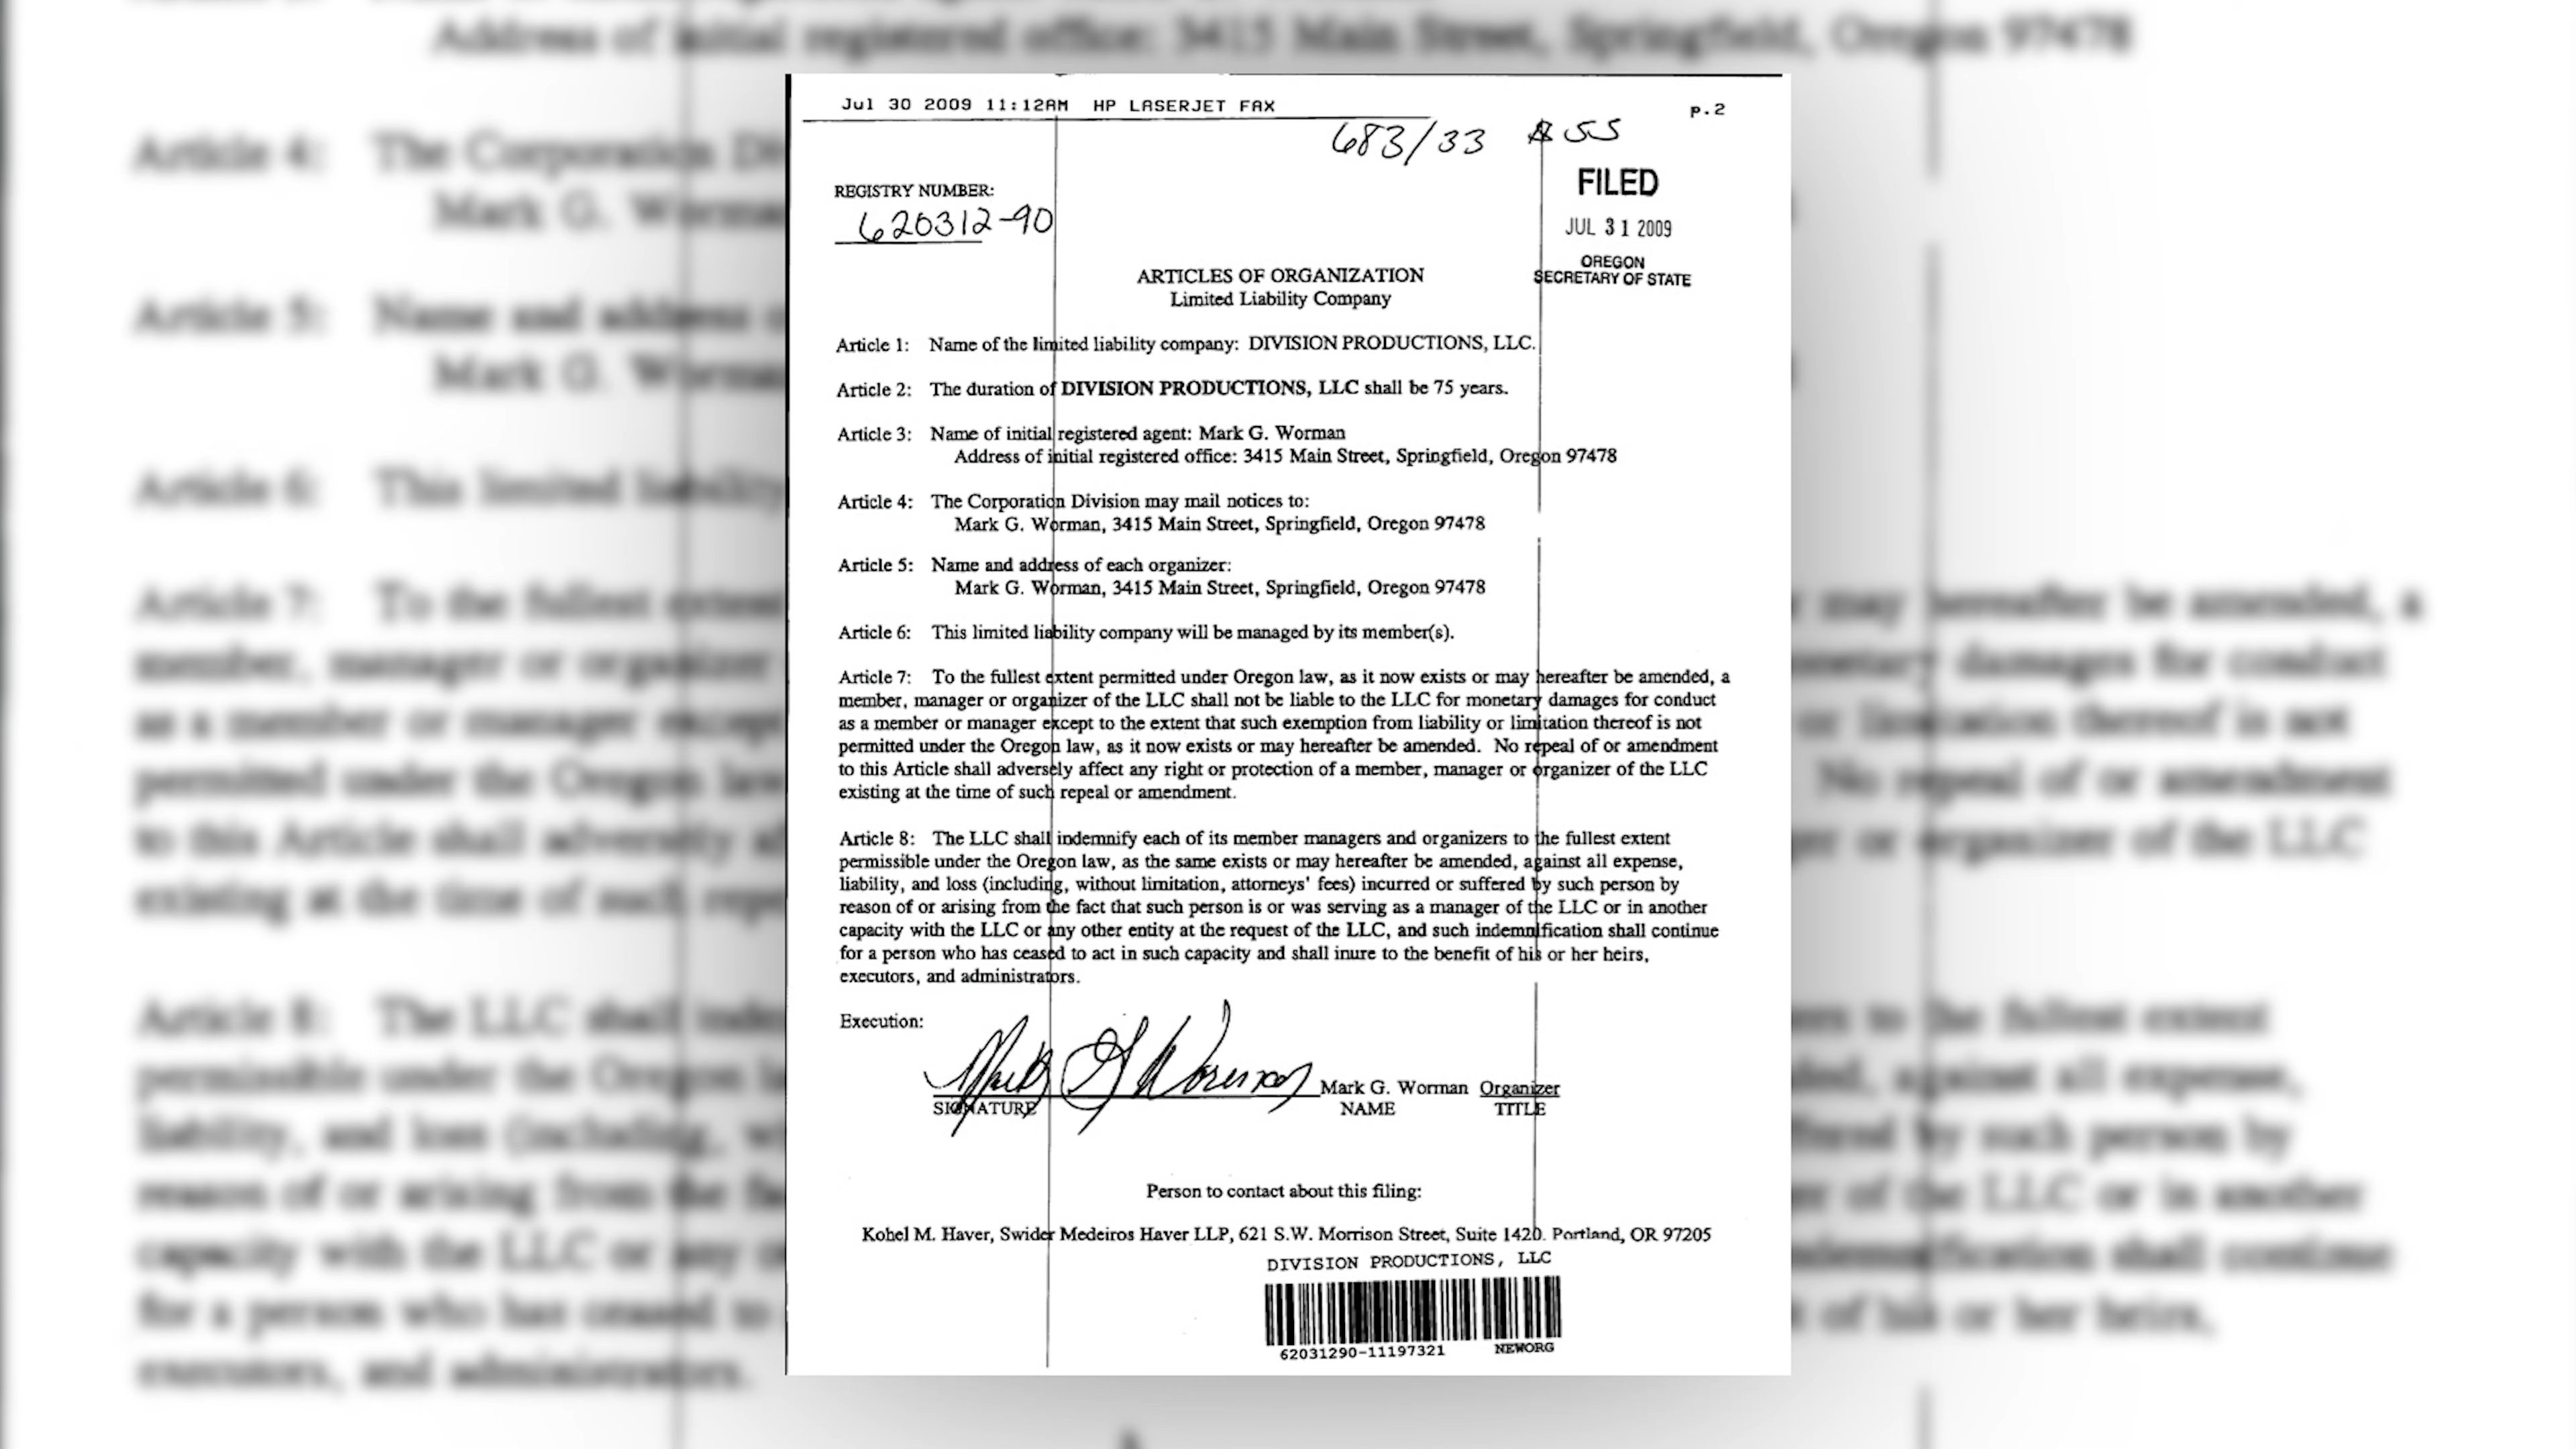 Jul 30 2009 11:12AM HP LASERJET FAX p.2
683/33 $55
FILED
REGISTRY NUMBER:
620312-90
JUL 31 2009
OREGON
SECRETARY OF STATE
ARTICLES OF ORGANIZATION
Limited Liability Company
Article 1: Name of the limited liability company: DIVISION PRODUCTIONS, LLC.
Article 2: The duration of DIVISION PRODUCTIONS, LLC shall be 75 years.
Article 3: Name of initial registered agent: Mark G. Worman
Address of initial registered office: 3415 Main Street, Springfield, Oregon 97478
Article 4: The Corporation Division may mail notices to:
Mark G. Worman, 3415 Main Street, Springfield, Oregon 97478
Article 5: Name and address of each organizer:
Mark G. Worman, 3415 Main Street, Springfield, Oregon 97478
Article 6: This limited liability company will be managed by its member(s).
Article 7: To the fullest extent permitted under Oregon law, as it now exists or may hereafter be amended, a
member, manager or organizer of the LLC shall not be liable to the LLC for monetary damages for conduct
as a member or manager except to the extent that such exemption from liability or limitation thereof is not
permitted under the Oregon law, as it now exists or may hereafter be amended. No repeal of or amendment
to this Article shall adversely affect any right or protection of a member, manager or organizer of the LLC
existing at the time of such repeal or amendment.
Article 8: The LLC shall indemnify each of its member managers and organizers to the fullest extent
permissible under the Oregon law, as the same exists or may hereafter be amended, against all expense,
liability, and loss (including, without limitation, attorneys' fees) incurred or suffered by such person by
reason of or arising from the fact that such person is or was serving as a manager of the LLC or in another
capacity with the LLC or any other entity at the request of the LLC, and such indemnification shall continue
for a person who has ceased to act in such capacity and shall inure to the benefit of his or her heirs,
executors, and administrators.
Execution:
Mark G Worman
Mark G. Worman Organizer
SIGNATURE NAME TITLE
Person to contact about this filing:
Kohel M. Haver, Swider Medeiros Haver LLP, 621 S.W. Morrison Street, Suite 1420. Portland, OR 97205
DIVISION PRODUCTIONS, LLC
62031290-11197321 NEWORG